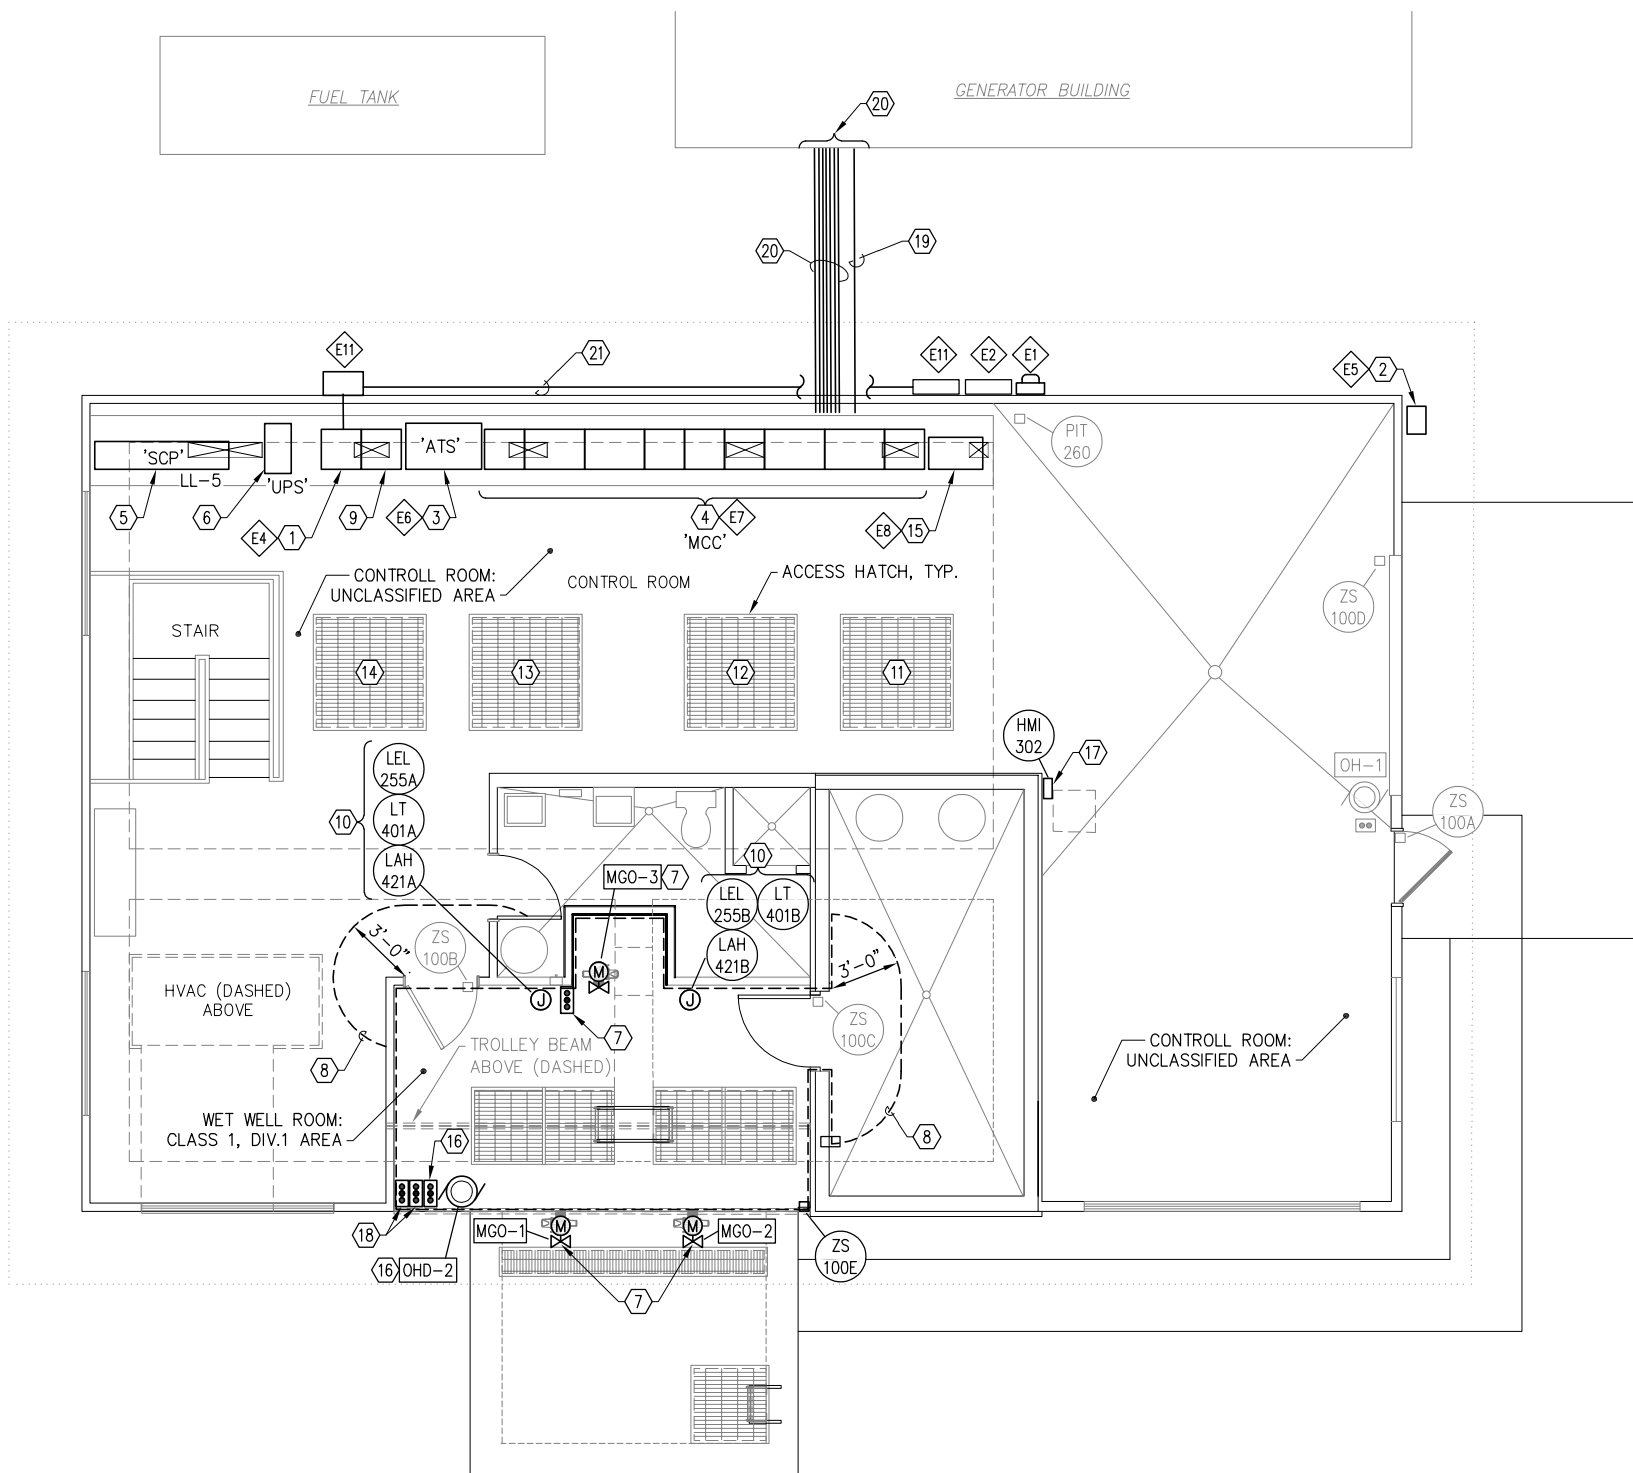 FUEL TANK
GENERATOR BUILDING
20
20
19
E11
21
E11
E2
E1
E5
2
'SCP'
LL-5
'UPS'
'ATS'
PIT
260
5
6
E4
1
9
E6
3
4
E7
'MCC'
E8
15
CONTROLL ROOM:
UNCLASSIFIED AREA
CONTROL ROOM
ACCESS HATCH, TYP.
ZS
100D
STAIR
14
13
12
11
HMI
302
17
OH-1
ZS
100A
10
LEL
255A
LT
401A
LAH
421A
MGO-3
7
10
LEL
255B
LT
401B
LAH
421B
3'-0"
ZS
100B
M
3'-0"
HVAC (DASHED)
ABOVE
J
J
ZS
100C
7
TROLLEY BEAM
ABOVE (DASHED)
8
CONTROLL ROOM:
UNCLASSIFIED AREA
WET WELL ROOM:
CLASS 1, DIV.1 AREA
16
8
18
MGO-1
M
M
MGO-2
ZS
100E
16
OHD-2
7